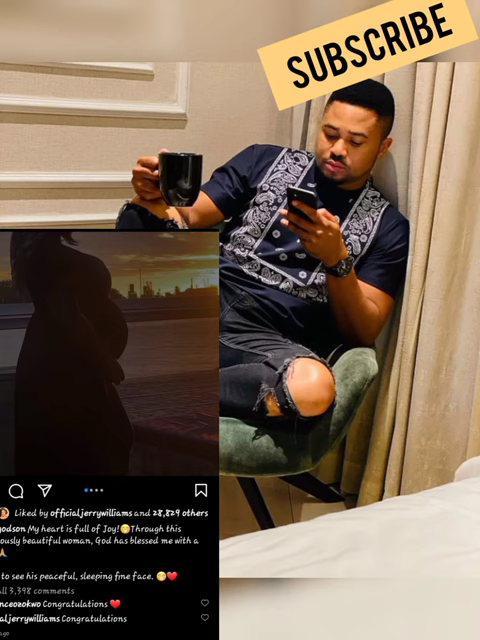 SUBSCRIBE
Liked by officialjerrywilliams and 28,829 others
godson My heart is full of Joy!😁Through this
ously beautiful woman, God has blessed me with a
🙏
to see his peaceful, sleeping fine face. 😁❤️
all 3,398 comments
nceozokwo Congratulations ❤️
aljerrywilliams Congratulations
ago